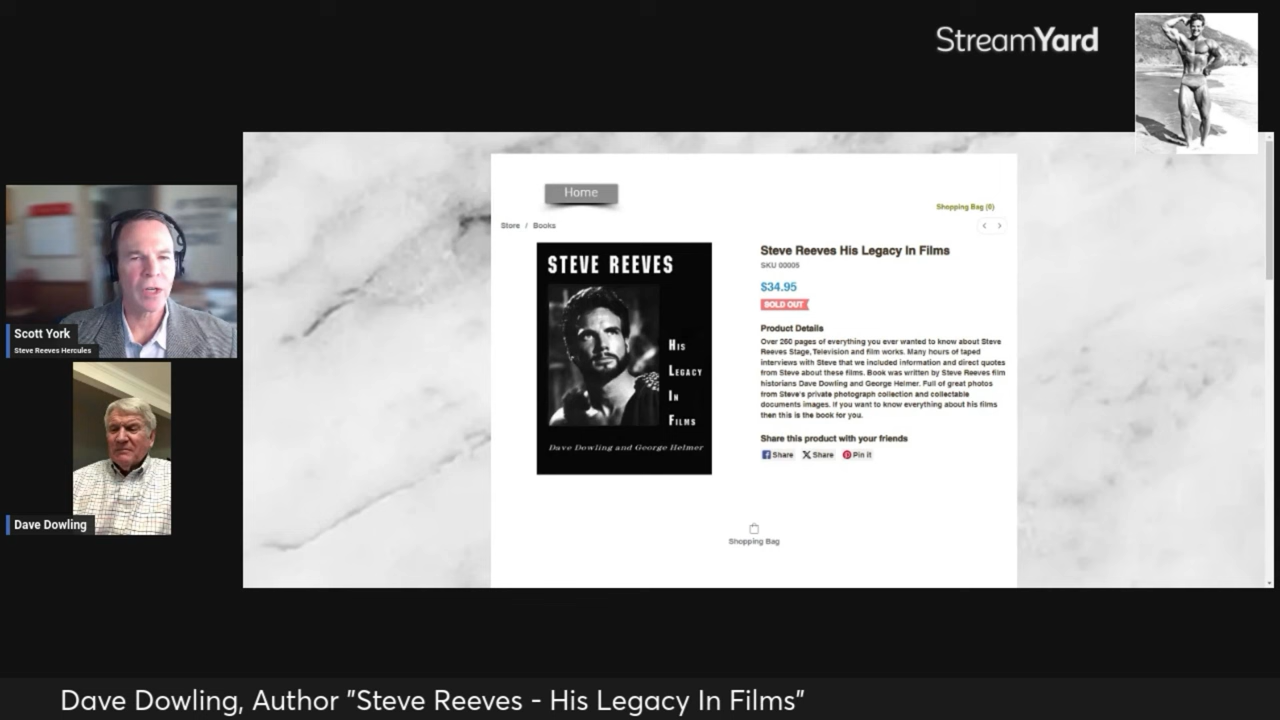 StreamYard
Home
Shopping Bag (0)
Store / Books
STEVE REEVES
His
Legacy
In
Films
Dave Dowling and George Helmer
Steve Reeves His Legacy In Films
SKU 00005
$34.95
SOLD OUT
Product Details
Over 260 pages of everything you ever wanted to know about Steve
Reeves Stage, Television and film works. Many hours of taped
interviews with Steve that we included information and direct quotes
from Steve about these films. Book was written by Steve Reeves film
historians Dave Dowling and George Helmer. Full of great photos
from Steve's private photograph collection and collectable
documents images. If you want to know everything about his films
then this is the book for you.
Share this product with your friends
Share X Share Pin it
Shopping Bag
Scott York
Steve Reeves Hercules
Dave Dowling
Dave Dowling, Author "Steve Reeves - His Legacy In Films"